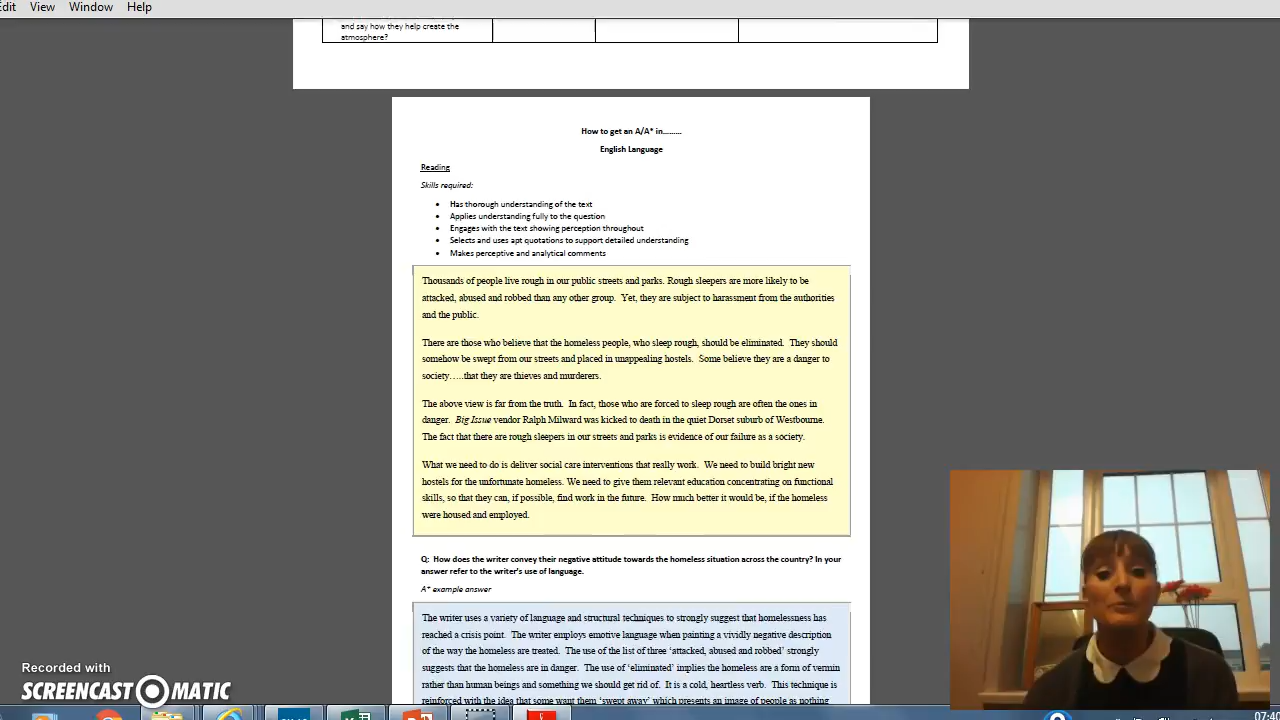 Edit View Window Help
and say how they help create the
atmosphere?
How to get an A/A* in.........
English Language
Reading
Skills required:
• Has thorough understanding of the text
• Applies understanding fully to the question
• Engages with the text showing perception throughout
• Selects and uses apt quotations to support detailed understanding
• Makes perceptive and analytical comments
Thousands of people live rough in our public streets and parks. Rough sleepers are more likely to be
attacked, abused and robbed than any other group. Yet, they are subject to harassment from the authorities
and the public.
There are those who believe that the homeless people, who sleep rough, should be eliminated. They should
somehow be swept from our streets and placed in unappealing hostels. Some believe they are a danger to
society…..that they are thieves and murderers.
The above view is far from the truth. In fact, those who are forced to sleep rough are often the ones in
danger. Big Issue vendor Ralph Milward was kicked to death in the quiet Dorset suburb of Westbourne.
The fact that there are rough sleepers in our streets and parks is evidence of our failure as a society.
What we need to do is deliver social care interventions that really work. We need to build bright new
hostels for the unfortunate homeless. We need to give them relevant education concentrating on functional
skills, so that they can, if possible, find work in the future. How much better it would be, if the homeless
were housed and employed.
Q: How does the writer convey their negative attitude towards the homeless situation across the country? In your
answer refer to the writer's use of language.
A* example answer
The writer uses a variety of language and structural techniques to strongly suggest that homelessness has
reached a crisis point. The writer employs emotive language when painting a vividly negative description
of the way the homeless are treated. The use of the list of three 'attacked, abused and robbed' strongly
suggests that the homeless are in danger. The use of 'eliminated' implies the homeless are a form of vermin
rather than human beings and something we should get rid of. It is a cold, heartless verb. This technique is
reinforced with the idea that some want them 'swept away' which presents an image of people as nothing
Recorded with
SCREENCAST MATIC